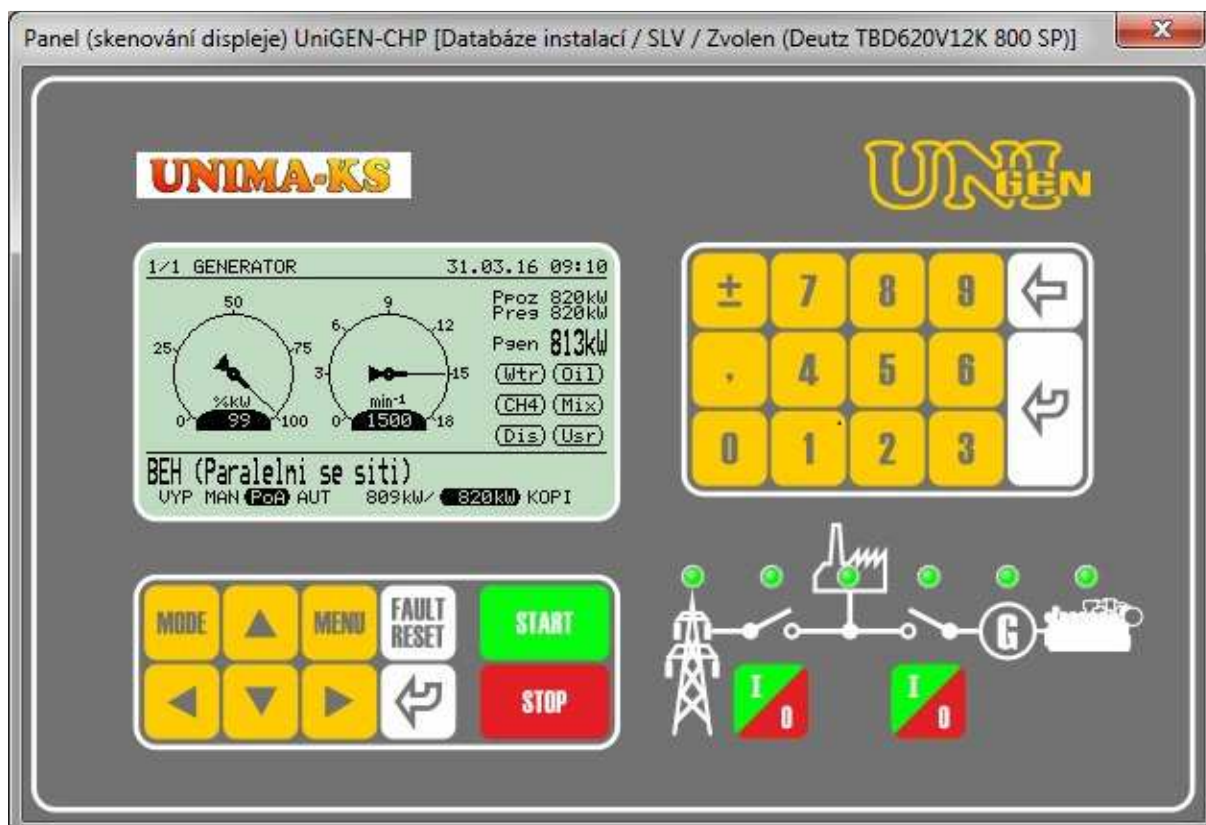 Panel (skenování displeje) UniGEN-CHP [Databáze instalací / SLV / Zvolen (Deutz TBD620V12K 800 SP)]
X
UNIMA-KS
UNIGEN
1/1 GENERATOR 31.03.16 09:10
Ppoz 820kW
Preg 820kW
Pgen 813kW
Wtr Oil
CH4 Mix
Dis Usr
0 25 50 75 100
%kW
99
0 3 6 9 12 15 18
min-1
1500
BEH (Paralelni se siti)
VYP MAN PoA AUT 809kW/ 820kW KOPI
± 7 8 9
. 4 5 6
0 1 2 3
MODE MENU FAULT RESET START
STOP
G
I 0 I 0